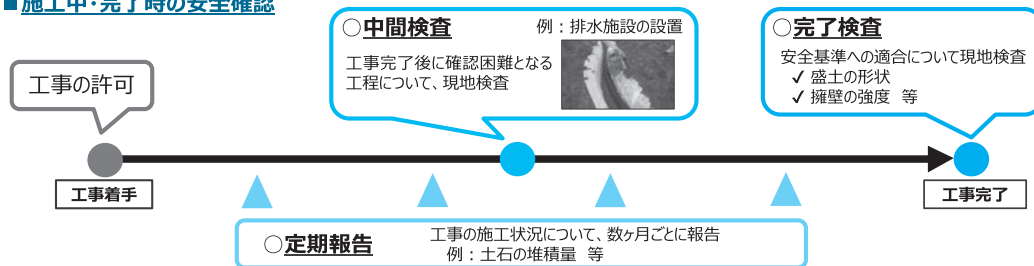 ■施工中・完了時の安全確認
○中間検査
例：排水施設の設置
工事完了後に確認困難となる
工程について、現地検査
○完了検査
安全基準への適合について現地検査
✓ 盛土の形状
✓ 擁壁の強度 等
工事の許可
工事着手
工事完了
○定期報告
工事の施工状況について、数ヶ月ごとに報告
例：土石の堆積量 等